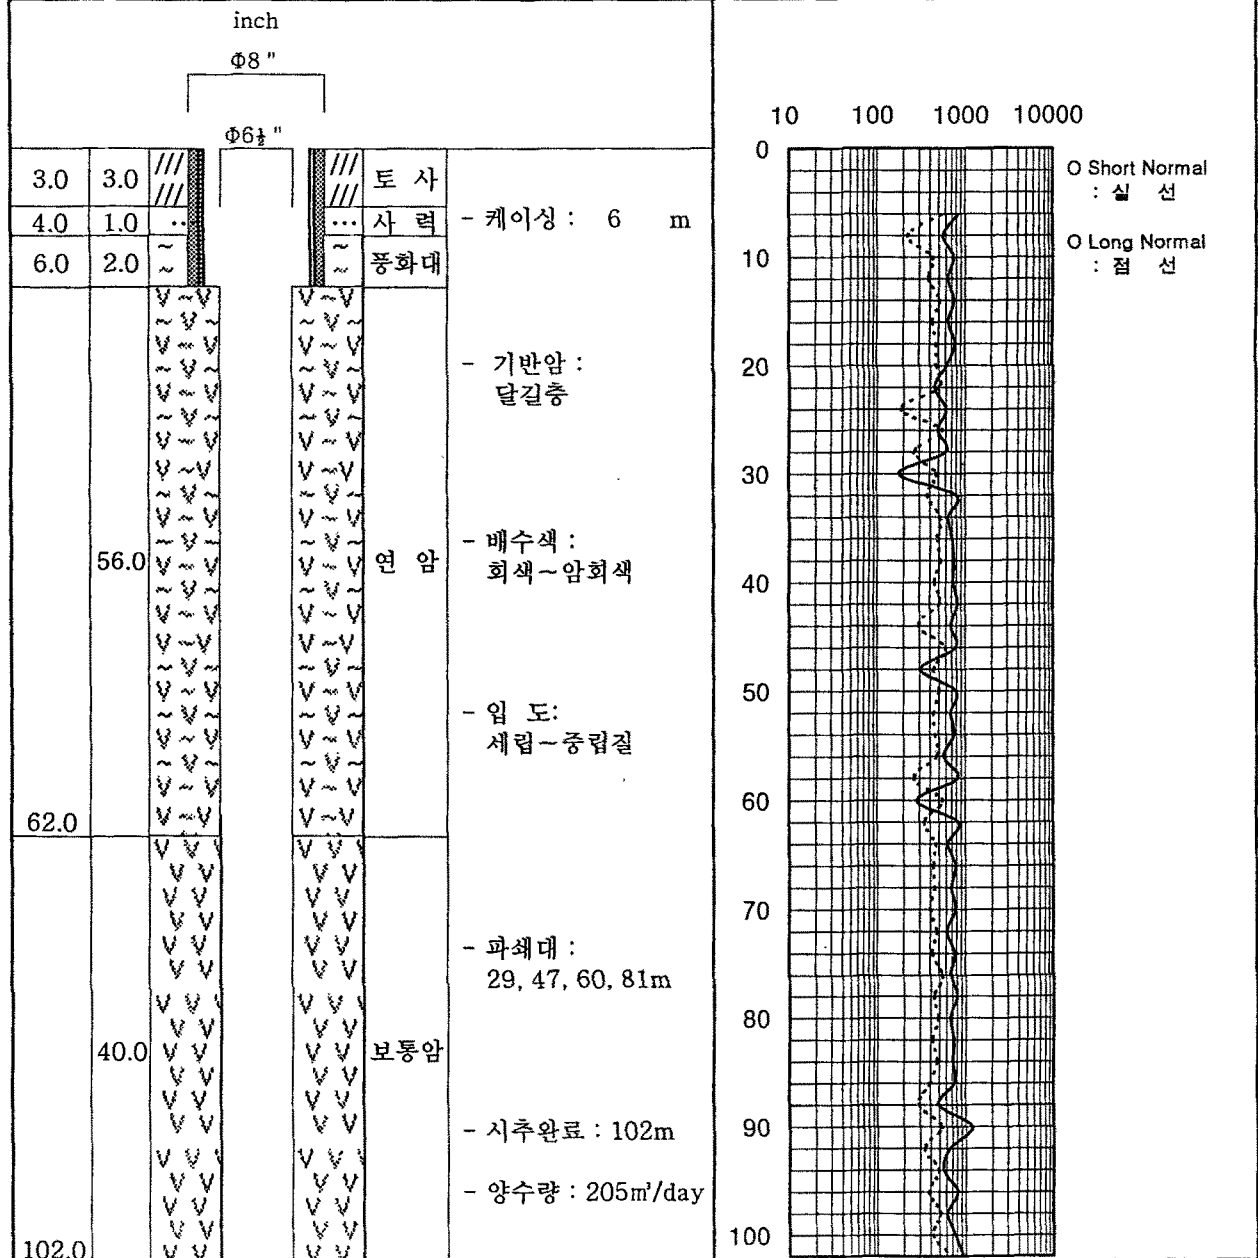 inch
Φ8 "
Φ6½ "
3.0 3.0 토 사
4.0 1.0 사 력
6.0 2.0 풍화대
- 케이싱 : 6 m
- 기반암 :
달길층
56.0 연 암
- 배수색 :
회색~암회색
- 입 도:
세립~중립질
62.0
- 파쇄대 :
29, 47, 60, 81m
40.0 보통암
- 시추완료 : 102m
- 양수량 : 205㎥/day
102.0
10 100 1000 10000
0
10
20
30
40
50
60
70
80
90
100
O Short Normal
: 실 선
O Long Normal
: 점 선